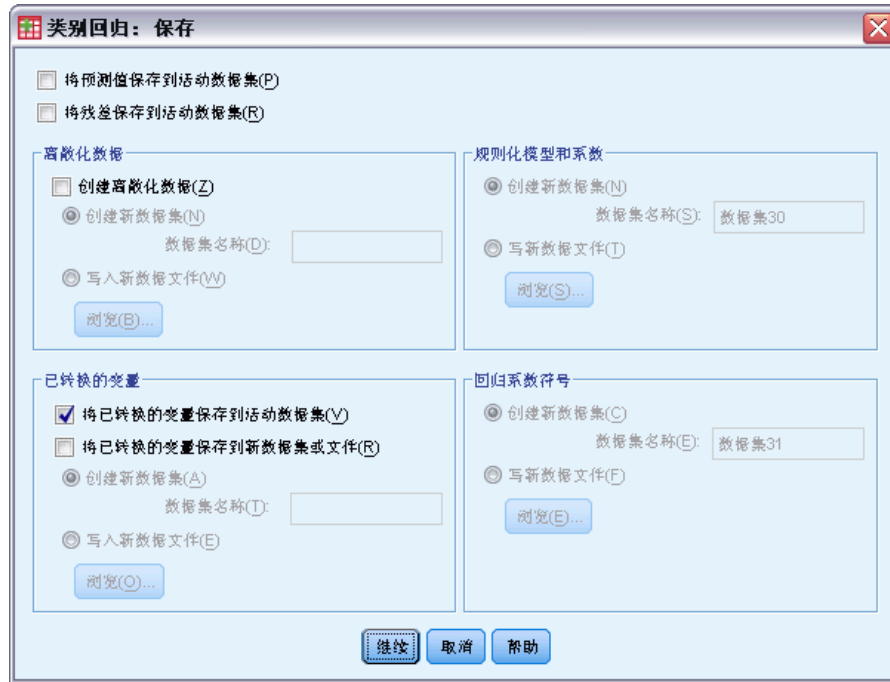 类别回归：保存
将预测值保存到活动数据集(P)
将残差保存到活动数据集(R)
离散化数据
创建离散化数据(Z)
创建新数据集(N)
数据集名称(D):
写入新数据文件(W)
浏览(B)...
规则化模型和系数
创建新数据集(N)
数据集名称(S): 数据集30
写新数据文件(T)
浏览(S)...
已转换的变量
将已转换的变量保存到活动数据集(V)
将已转换的变量保存到新数据集或文件(R)
创建新数据集(A)
数据集名称(T):
写入新数据文件(E)
浏览(O)...
回归系数符号
创建新数据集(C)
数据集名称(E): 数据集31
写新数据文件(F)
浏览(E)...
继续 取消 帮助